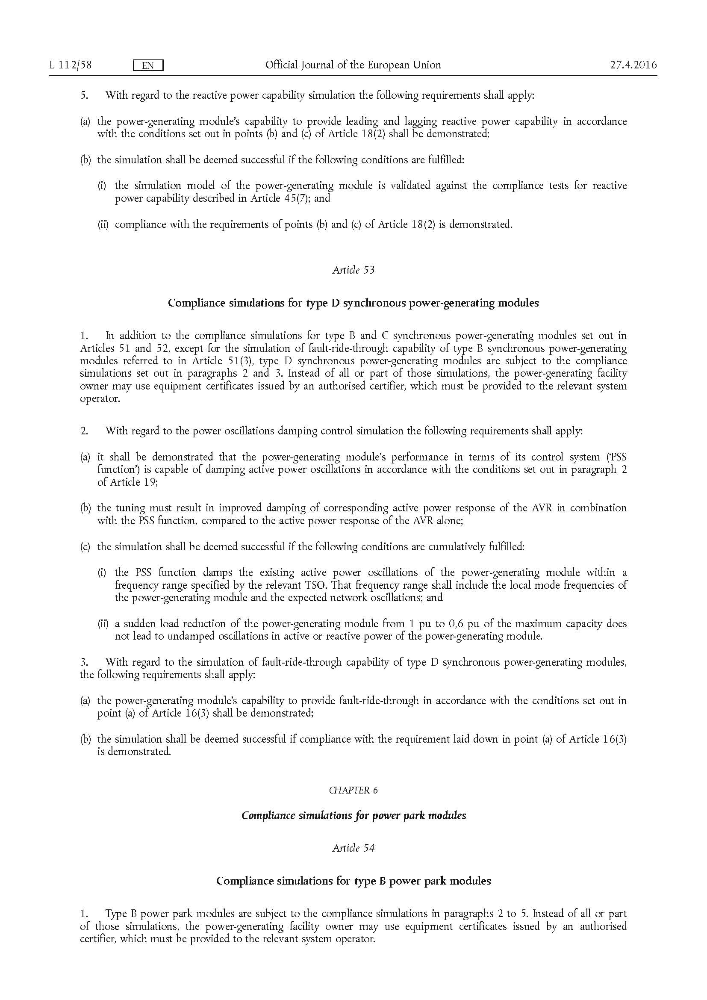 L 112/58 EN Official Journal of the European Union 27.4.2016
5. With regard to the reactive power capability simulation the following requirements shall apply:
(a) the power-generating module’s capability to provide leading and lagging reactive power capability in accordance
with the conditions set out in points (b) and (c) of Article 18(2) shall be demonstrated;
(b) the simulation shall be deemed successful if the following conditions are fulfilled:
(i) the simulation model of the power-generating module is validated against the compliance tests for reactive
power capability described in Article 45(7); and
(ii) compliance with the requirements of points (b) and (c) of Article 18(2) is demonstrated.
Article 53
Compliance simulations for type D synchronous power-generating modules
1. In addition to the compliance simulations for type B and C synchronous power-generating modules set out in
Articles 51 and 52, except for the simulation of fault-ride-through capability of type B synchronous power-generating
modules referred to in Article 51(3), type D synchronous power-generating modules are subject to the compliance
simulations set out in paragraphs 2 and 3. Instead of all or part of those simulations, the power-generating facility
owner may use equipment certificates issued by an authorised certifier, which must be provided to the relevant system
operator.
2. With regard to the power oscillations damping control simulation the following requirements shall apply:
(a) it shall be demonstrated that the power-generating module’s performance in terms of its control system (‘PSS
function’) is capable of damping active power oscillations in accordance with the conditions set out in paragraph 2
of Article 19;
(b) the tuning must result in improved damping of corresponding active power response of the AVR in combination
with the PSS function, compared to the active power response of the AVR alone;
(c) the simulation shall be deemed successful if the following conditions are cumulatively fulfilled:
(i) the PSS function damps the existing active power oscillations of the power-generating module within a
frequency range specified by the relevant TSO. That frequency range shall include the local mode frequencies of
the power-generating module and the expected network oscillations; and
(ii) a sudden load reduction of the power-generating module from 1 pu to 0,6 pu of the maximum capacity does
not lead to undamped oscillations in active or reactive power of the power-generating module.
3. With regard to the simulation of fault-ride-through capability of type D synchronous power-generating modules,
the following requirements shall apply:
(a) the power-generating module’s capability to provide fault-ride-through in accordance with the conditions set out in
point (a) of Article 16(3) shall be demonstrated;
(b) the simulation shall be deemed successful if compliance with the requirement laid down in point (a) of Article 16(3)
is demonstrated.
CHAPTER 6
Compliance simulations for power park modules
Article 54
Compliance simulations for type B power park modules
1. Type B power park modules are subject to the compliance simulations in paragraphs 2 to 5. Instead of all or part
of those simulations, the power-generating facility owner may use equipment certificates issued by an authorised
certifier, which must be provided to the relevant system operator.